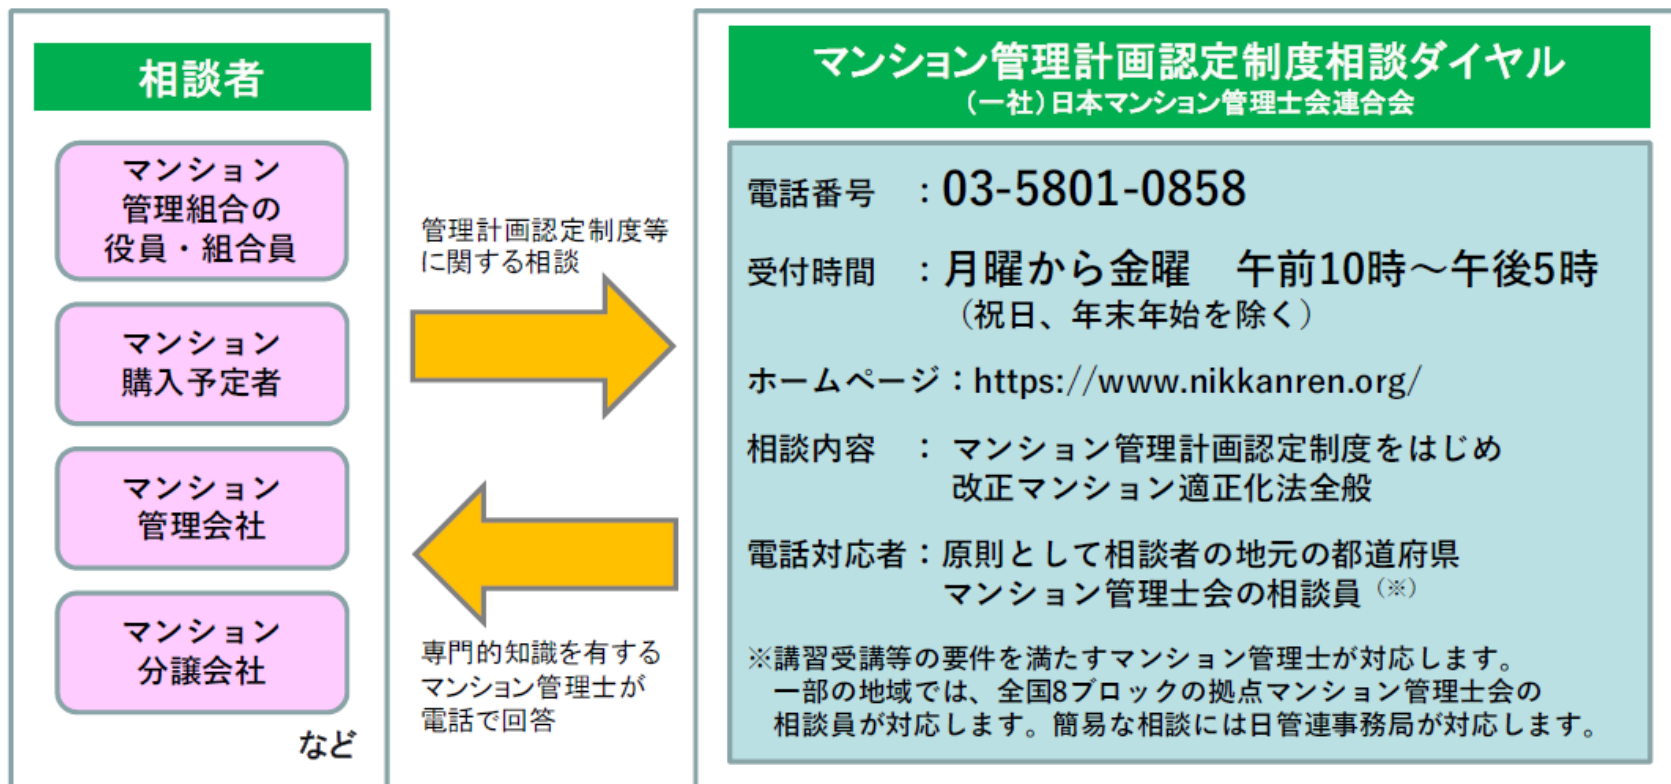 相談者
マンション
管理組合の
役員・組合員
マンション
購入予定者
マンション
管理会社
マンション
分譲会社
など
管理計画認定制度等
に関する相談
専門的知識を有する
マンション管理士が
電話で回答
マンション管理計画認定制度相談ダイヤル
(一社)日本マンション管理士会連合会
電話番号 :03-5801-0858
受付時間 :月曜から金曜 午前10時~午後5時
(祝日、年末年始を除く)
ホームページ:https://www.nikkanren.org/
相談内容 : マンション管理計画認定制度をはじめ
改正マンション適正化法全般
電話対応者:原則として相談者の地元の都道府県
マンション管理士会の相談員(※)
※講習受講等の要件を満たすマンション管理士が対応します。
一部の地域では、全国8ブロックの拠点マンション管理士会の
相談員が対応します。簡易な相談には日管連事務局が対応します。